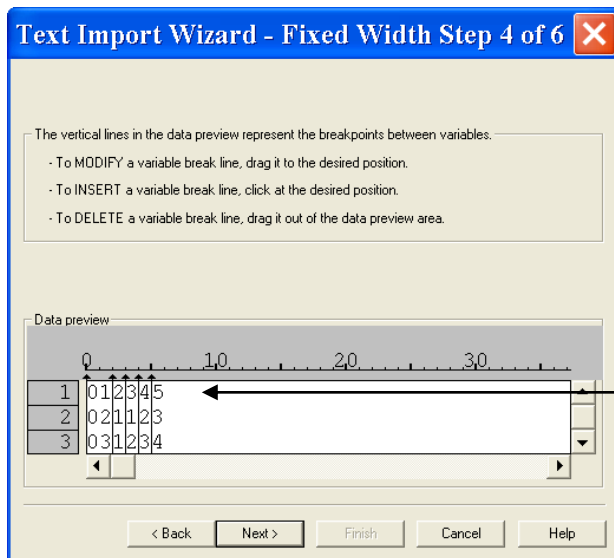 Text Import Wizard - Fixed Width Step 4 of 6
The vertical lines in the data preview represent the breakpoints between variables.
- To MODIFY a variable break line, drag it to the desired position.
- To INSERT a variable break line, click at the desired position.
- To DELETE a variable break line, drag it out of the data preview area.
Data preview
0 10 20 30
1 012345
2 021123
3 031234
< Back Next > Finish Cancel Help